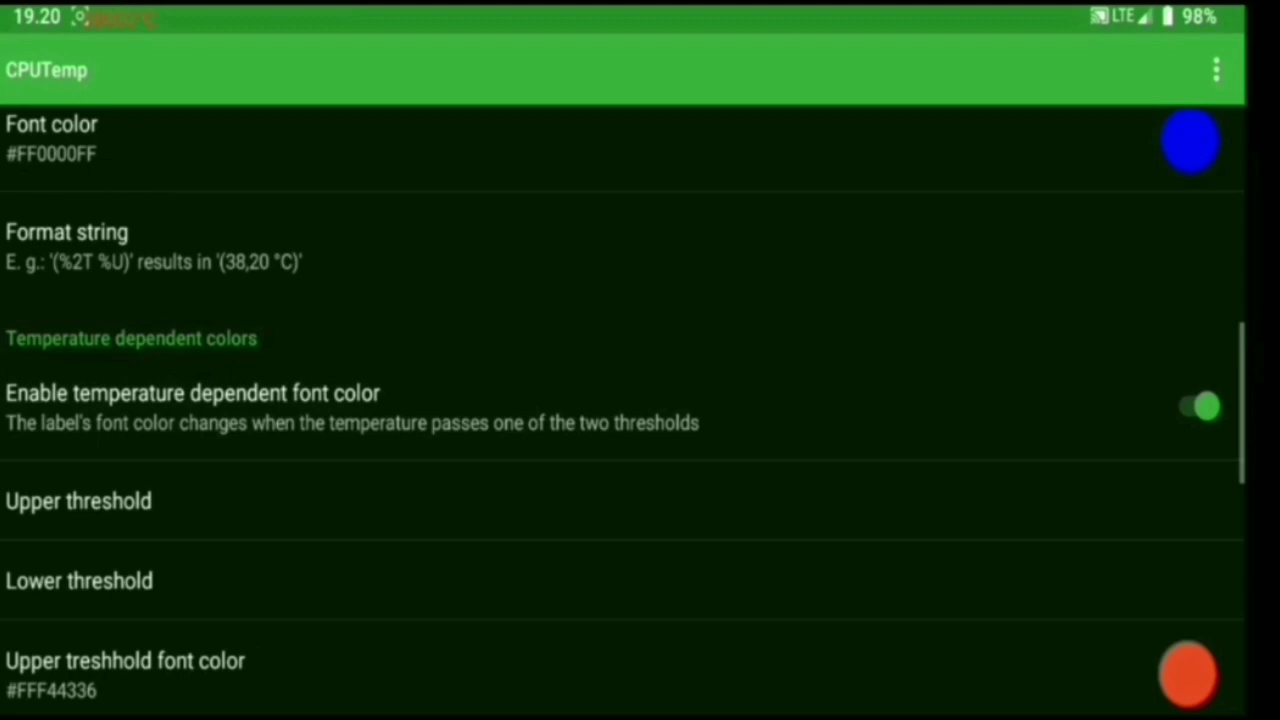 19.20 LTE 98%
CPUTemp
Font color
#FF0000FF
Format string
E. g.: '(%2T %U)' results in '(38,20 °C)'
Temperature dependent colors
Enable temperature dependent font color
The label's font color changes when the temperature passes one of the two thresholds
Upper threshold
Lower threshold
Upper treshhold font color
#FFF44336